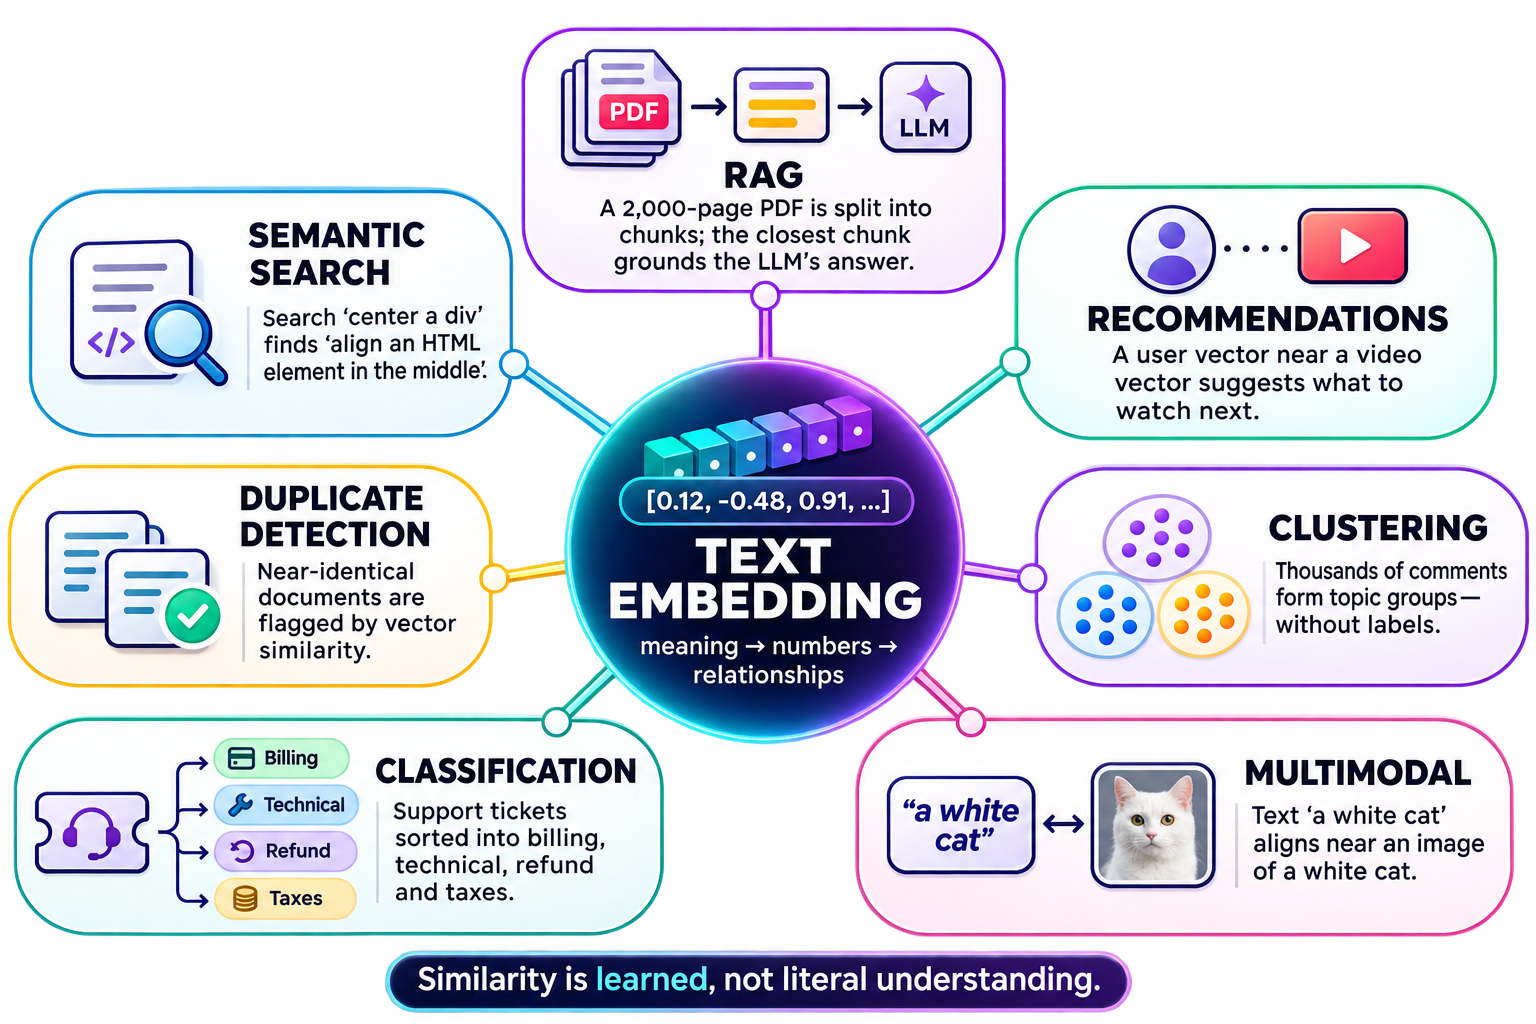 PDF
LLM
RAG
A 2,000-page PDF is split into
chunks; the closest chunk
grounds the LLM's answer.
SEMANTIC
SEARCH
</>
Search ‘center a div’
finds ‘align an HTML
element in the middle’.
RECOMMENDATIONS
A user vector near a video
vector suggests what to
watch next.
[0.12, -0.48, 0.91, ...]
TEXT
EMBEDDING
meaning → numbers →
relationships
DUPLICATE
DETECTION
Near-identical
documents are
flagged by vector
similarity.
CLUSTERING
Thousands of comments
form topic groups—
without labels.
Billing
Technical
Refund
Taxes
CLASSIFICATION
Support tickets
sorted into billing,
technical, refund
and taxes.
“a white
cat”
MULTIMODAL
Text ‘a white cat’
aligns near an image
of a white cat.
Similarity is learned, not literal understanding.